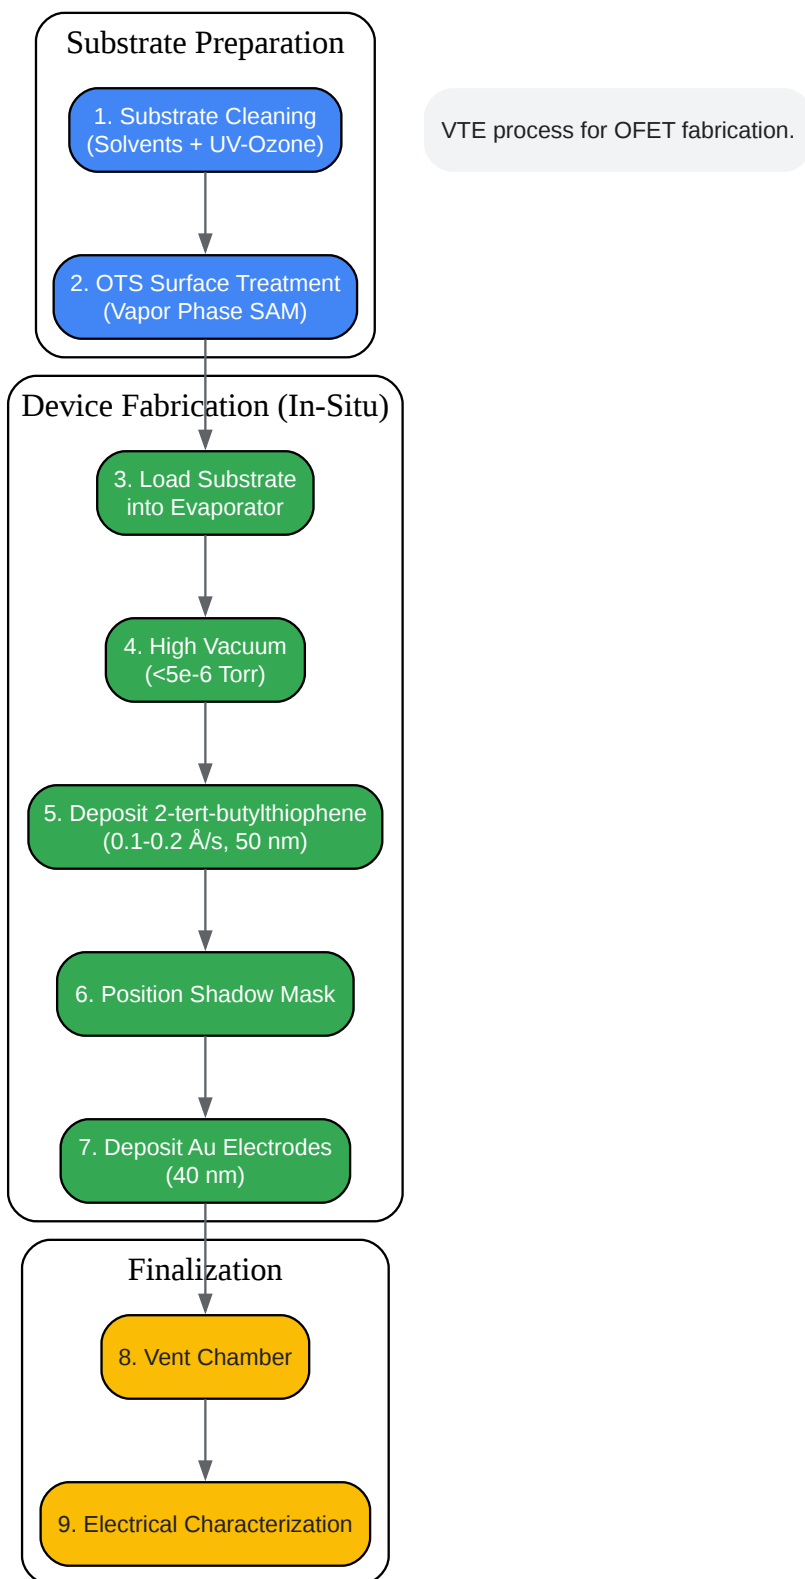 Substrate Preparation
1. Substrate Cleaning
(Solvents + UV-Ozone)
VTE process for OFET fabrication.
2. OTS Surface Treatment
(Vapor Phase SAM)
Device Fabrication (In-Situ)
3. Load Substrate
into Evaporator
4. High Vacuum
(<5e-6 Torr)
5. Deposit 2-tert-butylthiophene
(0.1-0.2 Å/s, 50 nm)
6. Position Shadow Mask
7. Deposit Au Electrodes
(40 nm)
Finalization
8. Vent Chamber
9. Electrical Characterization